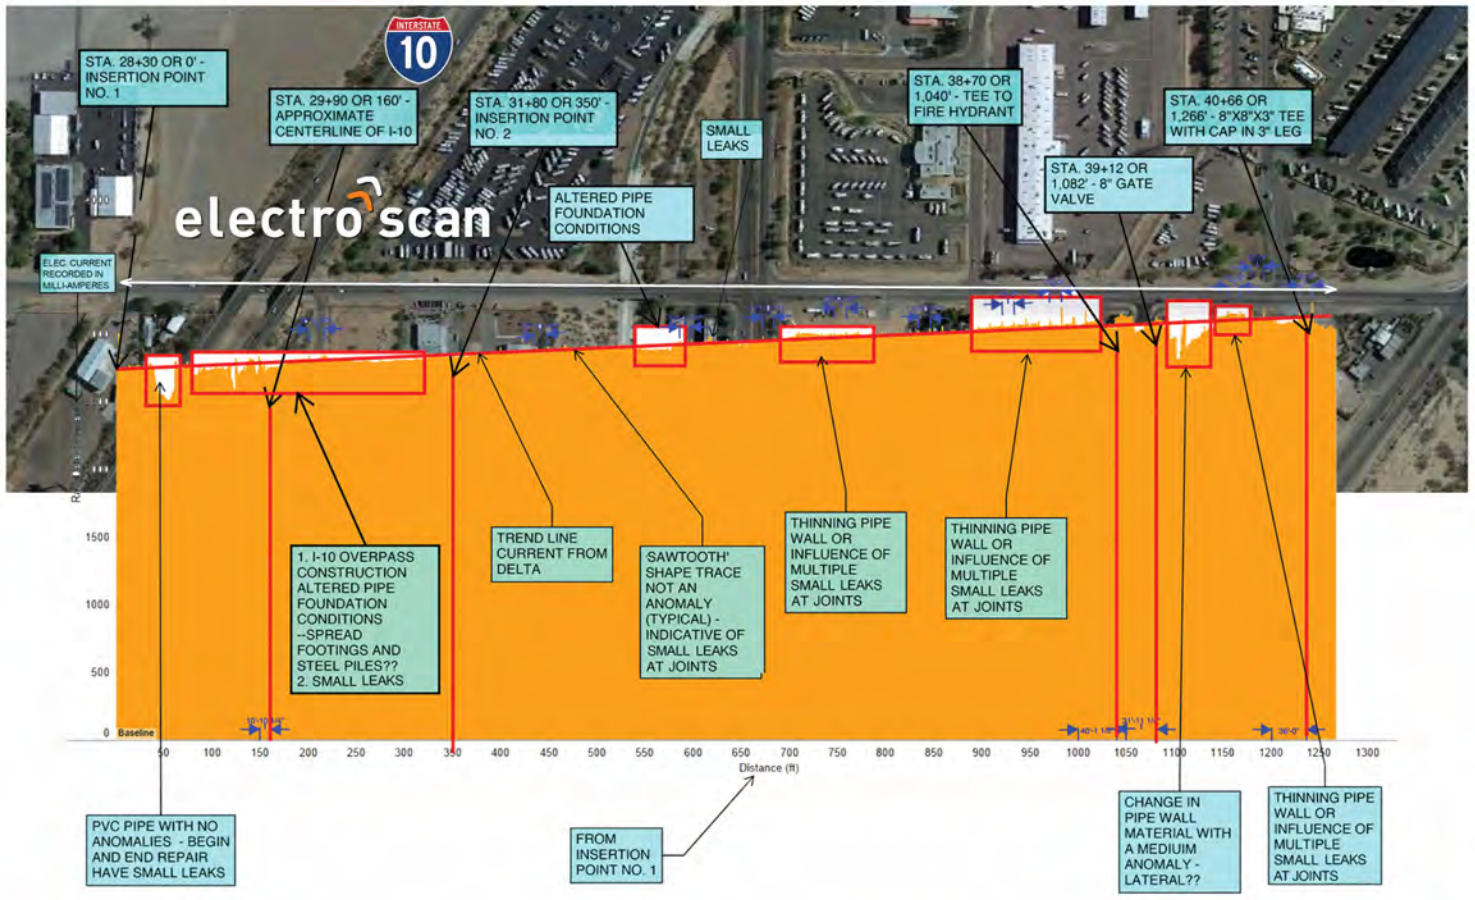 INTERSTATE
10
STA. 28+30 OR 0' -
INSERTION POINT
NO. 1
STA. 29+90 OR 160' -
APPROXIMATE
CENTERLINE OF I-10
STA. 31+80 OR 350' -
INSERTION POINT
NO. 2
SMALL
LEAKS
STA. 38+70 OR
1,040' - TEE TO
FIRE HYDRANT
STA. 40+66 OR
1,266' - 8"X8"X3" TEE
WITH CAP IN 3" LEG
STA. 39+12 OR
1,082' - 8" GATE
VALVE
electro scan
ALTERED PIPE
FOUNDATION
CONDITIONS
ELEC. CURRENT
RECORDED IN
MILLI-AMPERES
1. I-10 OVERPASS
CONSTRUCTION
ALTERED PIPE
FOUNDATION
CONDITIONS
--SPREAD
FOOTINGS AND
STEEL PILES??
2. SMALL LEAKS
TREND LINE
CURRENT FROM
DELTA
SAWTOOTH'
SHAPE TRACE
NOT AN
ANOMALY
(TYPICAL) -
INDICATIVE OF
SMALL LEAKS
AT JOINTS
THINNING PIPE
WALL OR
INFLUENCE OF
MULTIPLE
SMALL LEAKS
AT JOINTS
THINNING PIPE
WALL OR
INFLUENCE OF
MULTIPLE
SMALL LEAKS
AT JOINTS
1500
1000
500
0
Baseline
50 100 150 200 250 300 350 400 450 500 550 600 650 700 750 800 850 900 950 1000 1050 1100 1150 1200 1250 1300
Distance (ft)
PVC PIPE WITH NO
ANOMALIES - BEGIN
AND END REPAIR
HAVE SMALL LEAKS
FROM
INSERTION
POINT NO. 1
CHANGE IN
PIPE WALL
MATERIAL WITH
A MEDIUIM
ANOMALY -
LATERAL??
THINNING PIPE
WALL OR
INFLUENCE OF
MULTIPLE
SMALL LEAKS
AT JOINTS